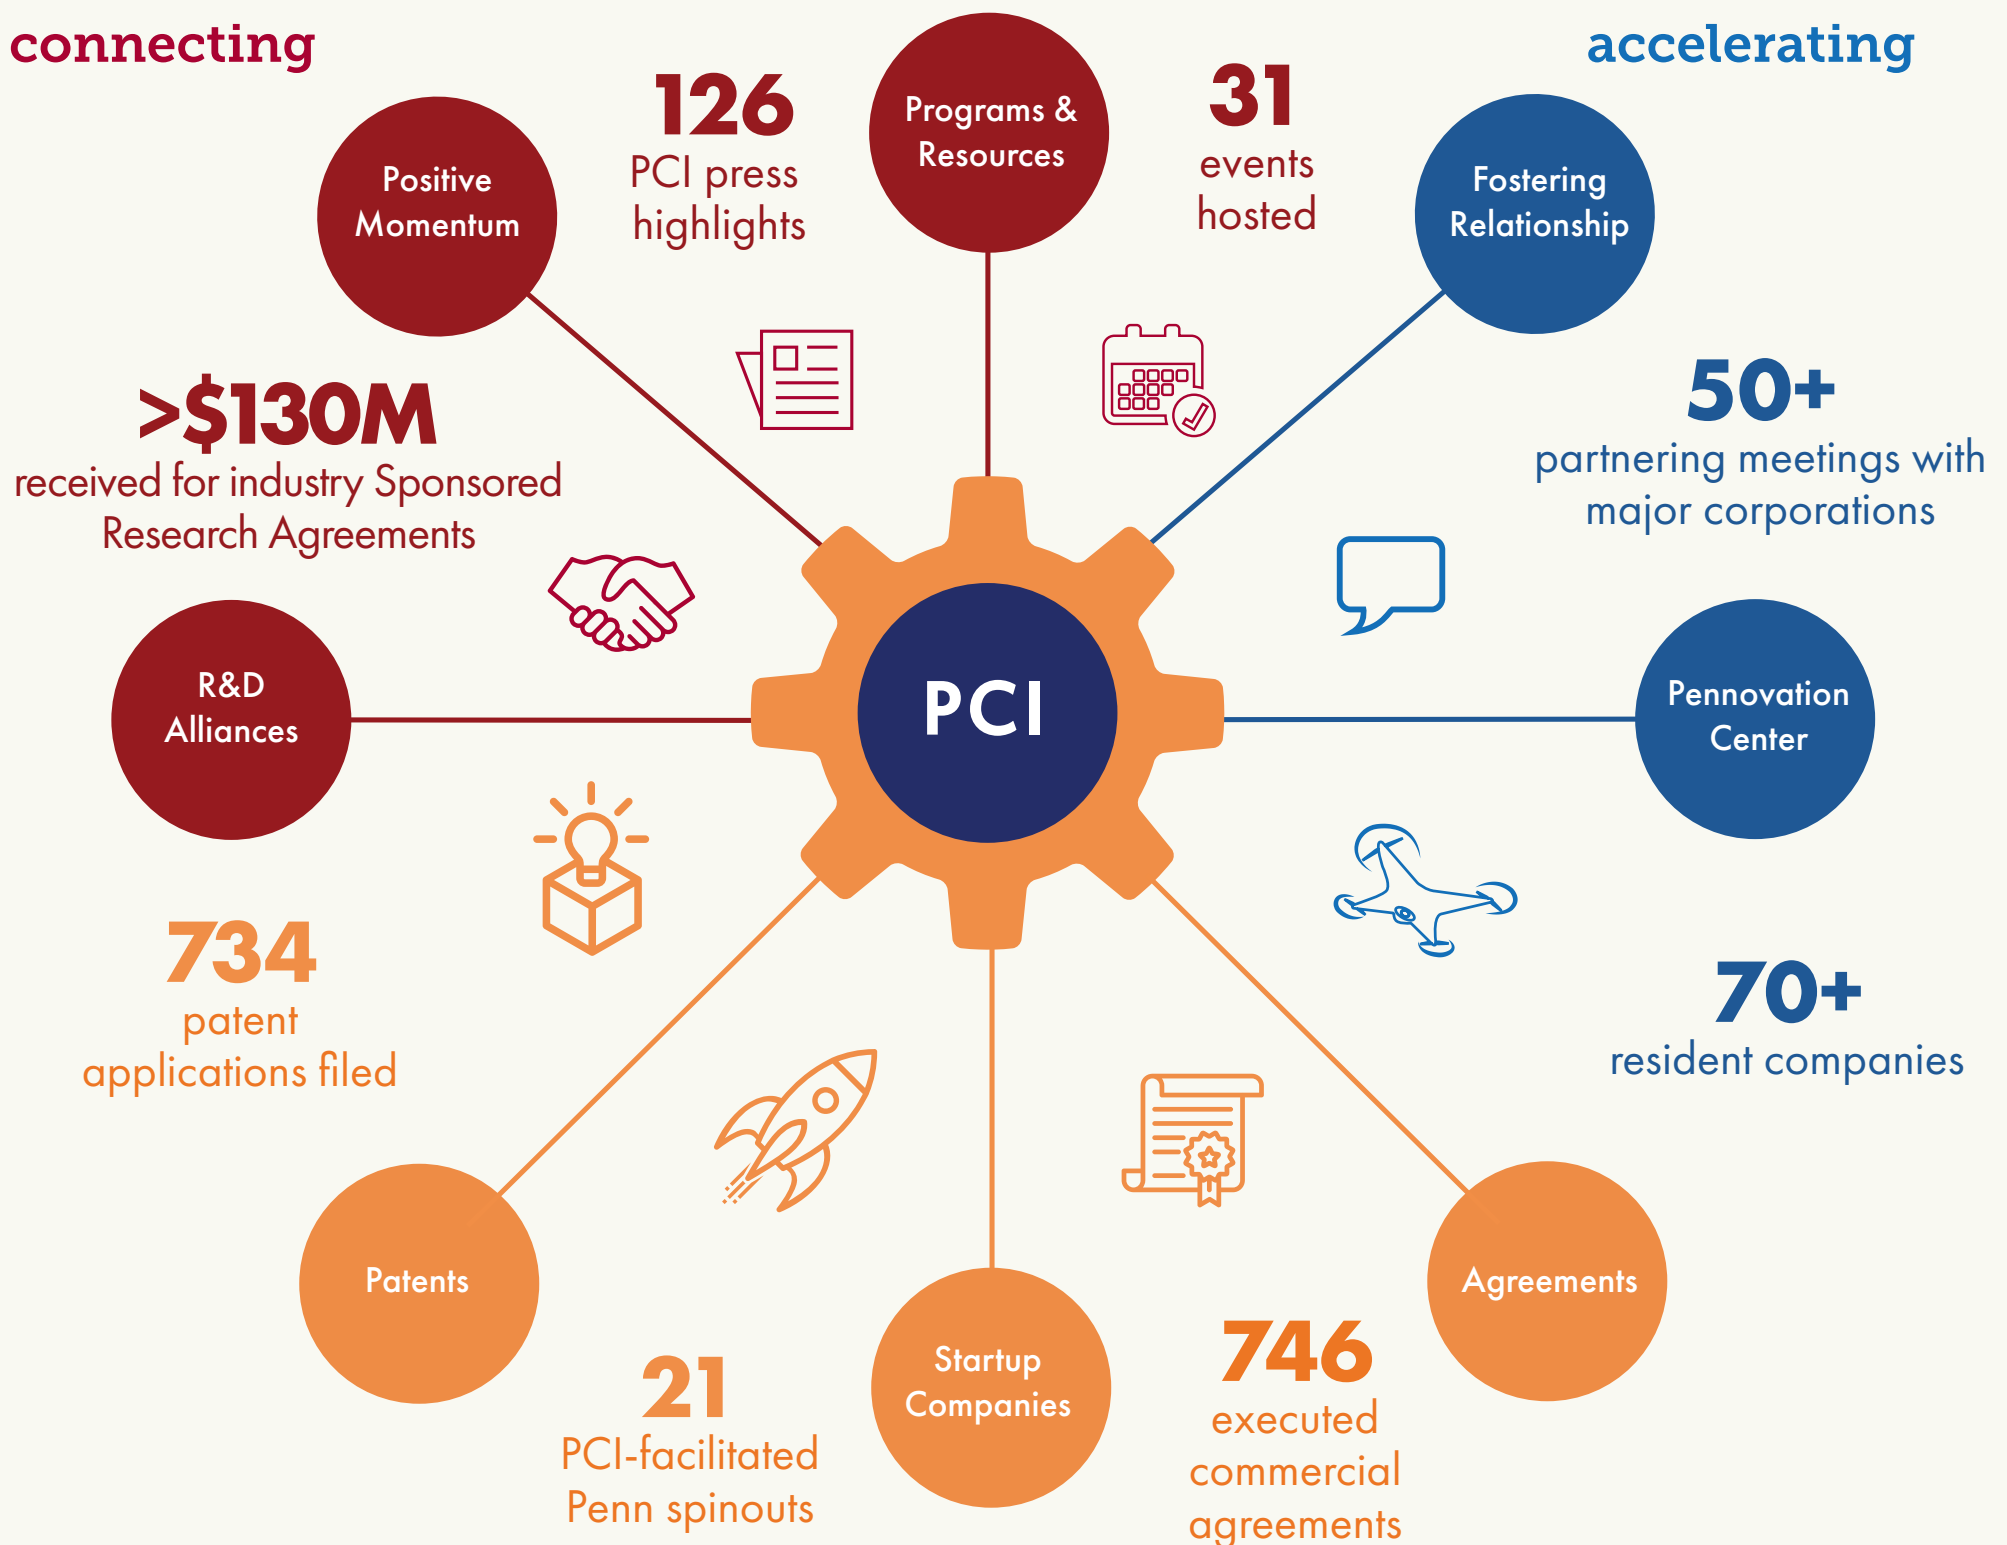 connecting
accelerating
Programs &
Resources
126
PCI press
highlights
31
events
hosted
Positive
Momentum
Fostering
Relationship
>$130M
received for industry Sponsored
Research Agreements
50+
partnering meetings with
major corporations
R&D
Alliances
PCI
Pennovation
Center
734
patent
applications filed
70+
resident companies
Patents
Agreements
21
PCI-facilitated
Penn spinouts
Startup
Companies
746
executed
commercial
agreements